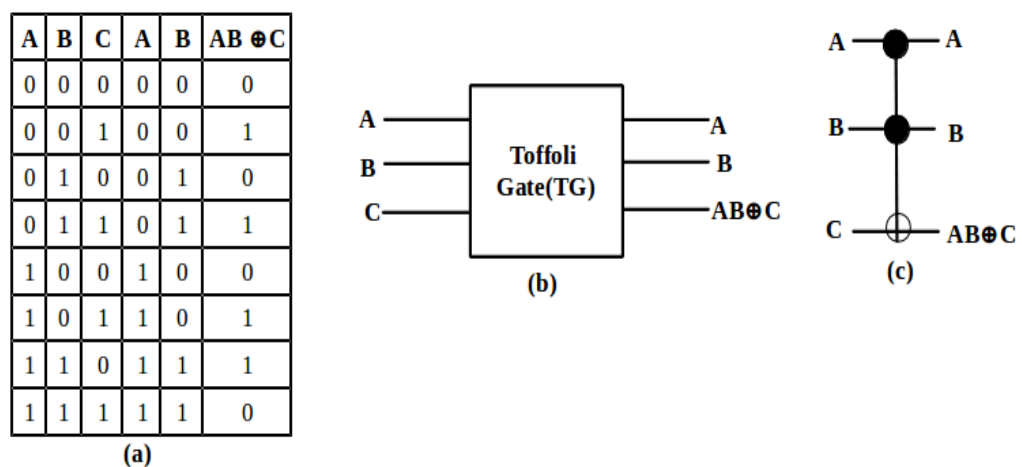 A B C A B AB ⊕C
0 0 0 0 0 0
0 0 1 0 0 1
0 1 0 0 1 0
0 1 1 0 1 1
1 0 0 1 0 0
1 0 1 1 0 1
1 1 0 1 1 1
1 1 1 1 1 0
(a)
A
B
C
Toffoli
Gate(TG)
A
B
AB⊕C
(b)
A A
B B
C AB⊕C
(c)